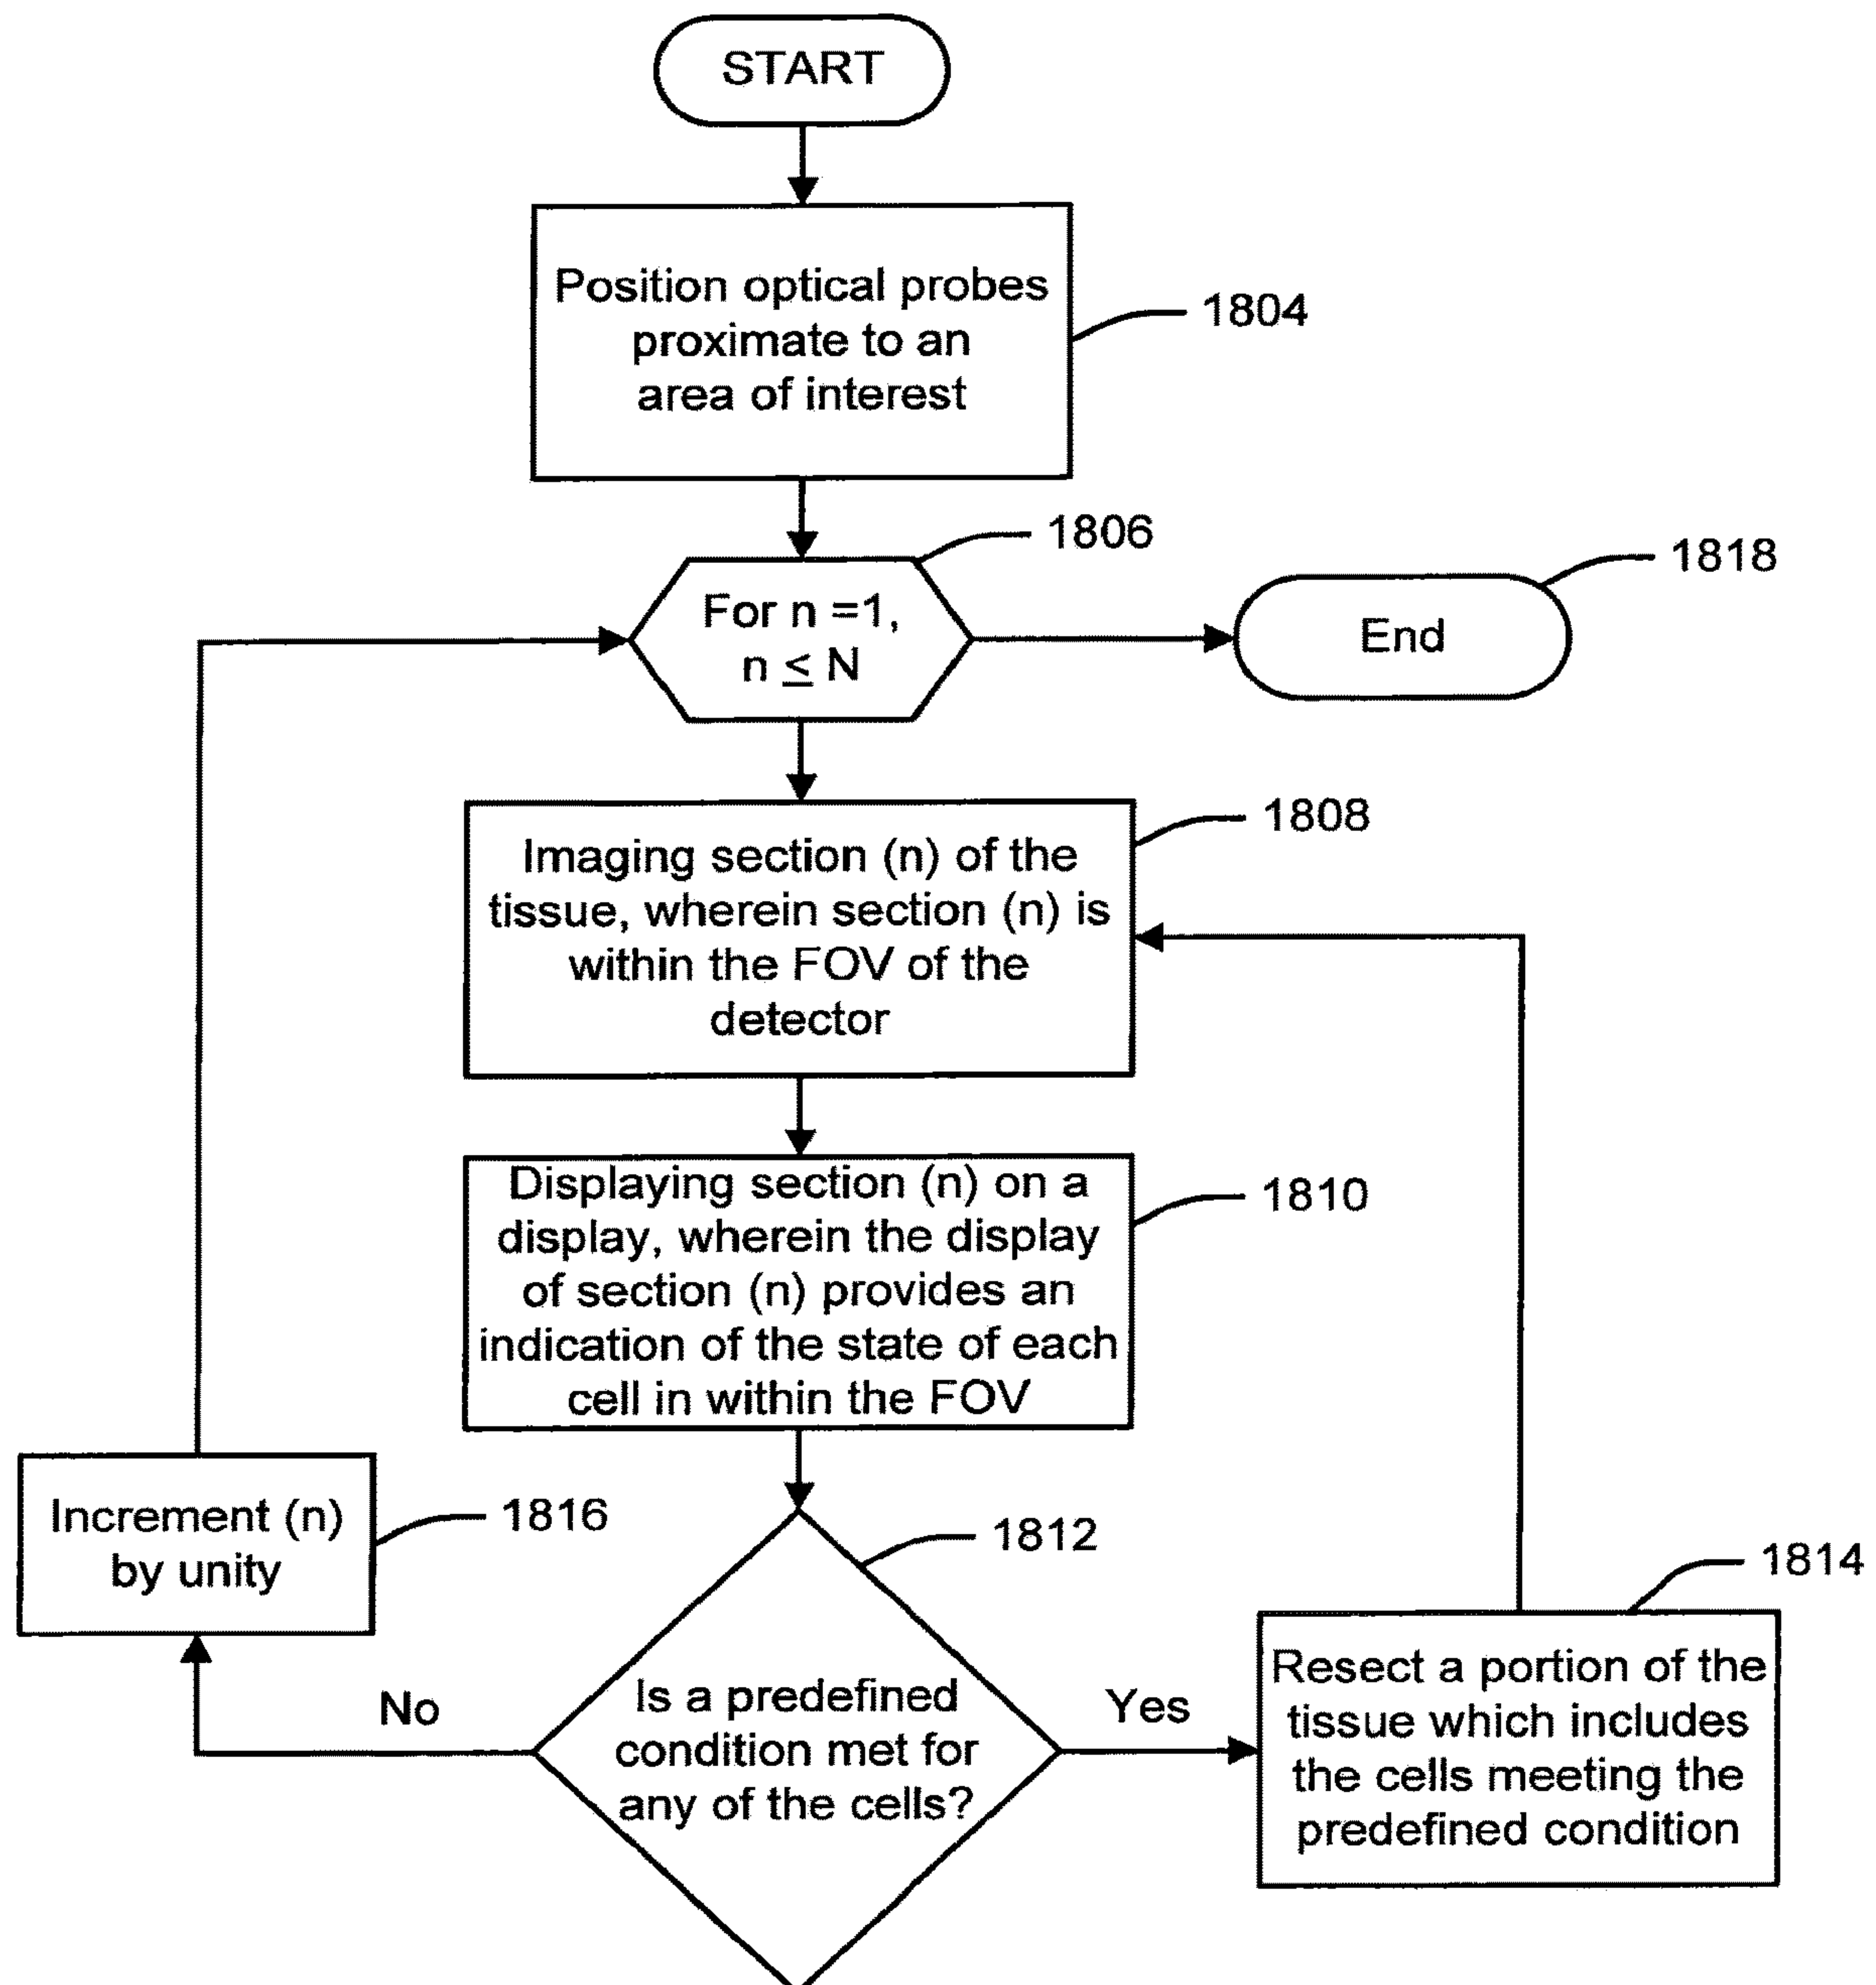 START
Position optical probes
proximate to an
area of interest
1804
1806
For n =1,
n ≤ N
1818
End
1808
Imaging section (n) of the
tissue, wherein section (n) is
within the FOV of the
detector
1810
Displaying section (n) on a
display, wherein the display
of section (n) provides an
indication of the state of each
cell in within the FOV
Increment (n)
by unity
1816
1812
Is a predefined
condition met for
any of the cells?
No
Yes
1814
Resect a portion of the
tissue which includes
the cells meeting the
predefined condition